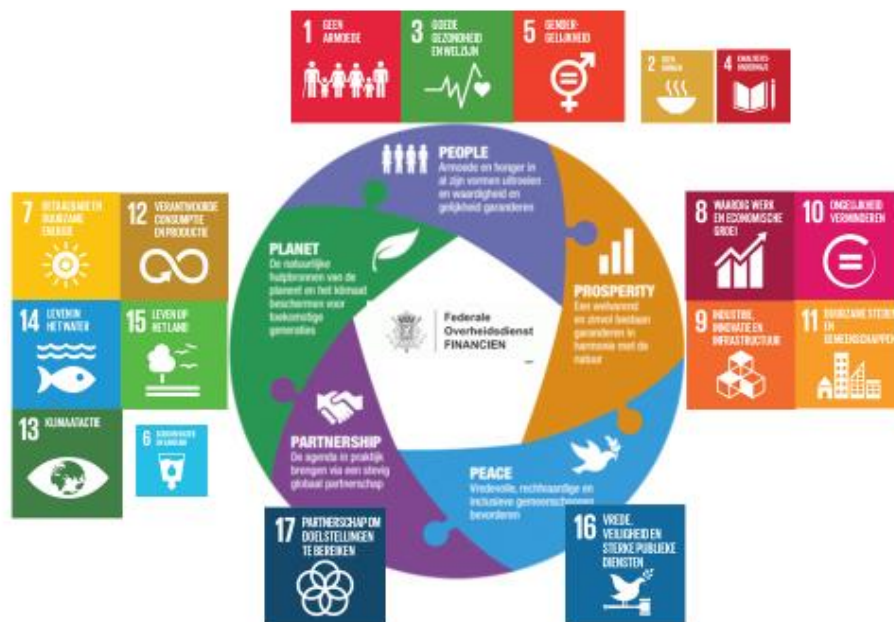 1 GEEN
ARMOEDE
3 GOEDE
GEZONDHEID
EN WELZIJN
5 GENDER-
GELIJKHEID
2
4 KWALITEITS-
ONDERWIJS
PEOPLE
Armoede en honger in
al zijn vormen uitroeien
en waardigheid en
gelijkheid garanderen
7 BETAALBARE EN
DUURZAME
ENERGIE
12 VERANTWOORDE
CONSUMPTIE
EN PRODUCTIE
8 WAARDIG WERK
EN ECONOMISCHE
GROEI
10 ONGELIJKHEID
VERMINDEREN
PLANET
De natuurlijke
hulpbronnen van de
planeet en het klimaat
beschermen voor
toekomstige
generaties
Federale
Overheidsdienst
FINANCIEN
PROSPERITY
Een welvarend
en zinvol bestaan
garanderen in
harmonie met de
natuur
14 LEVEN IN
HET WATER
15 LEVEN OP
HET LAND
9 INDUSTRIE,
INNOVATIE EN
INFRASTRUCTUUR
11 DUURZAME STEDEN
EN
GEMEENSCHAPPEN
13 KLIMAATACTIE
6
PARTNERSHIP
De agenda in praktijk
brengen via een stevig
globaal partnerschap
PEACE
Vredevolle, rechtvaardige en
inclusieve gemeenschappen
bevorderen
17 PARTNERSCHAP OM
DOELSTELLINGEN
TE BEREIKEN
16 VREDE,
VEILIGHEID EN
STERKE PUBLIEKE
DIENSTEN